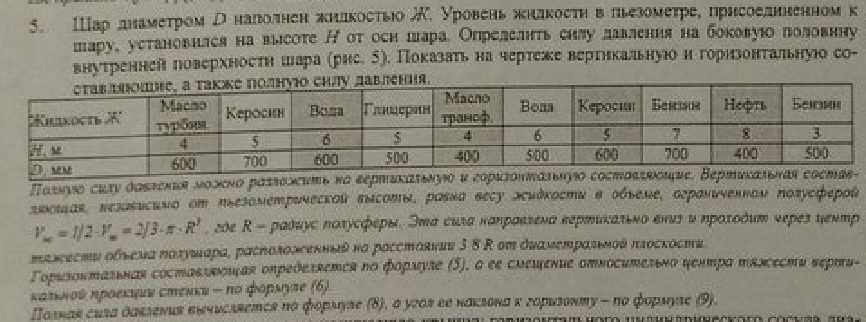 5. Шар диаметром D наполнен жидкостью Ж. Уровень жидкости в пьезометре, присоединенном к
шару, установился на высоте H от оси шара. Определить силу давления на боковую половину
внутренней поверхности шара (рис. 5). Показать на чертеже вертикальную и горизонтальную со-
ставляющие, а также полную силу давления.
Жидкость Ж Масло турбин. Керосин Вода Глицерин Масло трансф. Вода Керосин Бензин Нефть Бензин
H, м 4 5 6 5 4 6 5 7 8 3
D, мм 600 700 600 500 400 500 600 700 400 500
Полную силу давления можно разложить на вертикальную и горизонтальную составляющие. Вертикальная состав-
ляющая, независимо от пьезометрической высоты, равна весу жидкости в объеме, ограниченном полусферой
= 1/2· = 2/3·π·R³, где R – радиус полусферы. Эта сила направлена вертикально вниз и проходит через центр
тяжести объема полушара, расположенный на расстоянии 3 8 R от диаметральной плоскости.
Горизонтальная составляющая определяется по формуле (5), а ее смещение относительно центра тяжести верти-
кальной проекции стенки – по формуле (6).
Полная сила давления вычисляется по формуле (8), а угол ее наклона к горизонту – по формуле (9).
горизонтального цилиндрического сосуда диа-